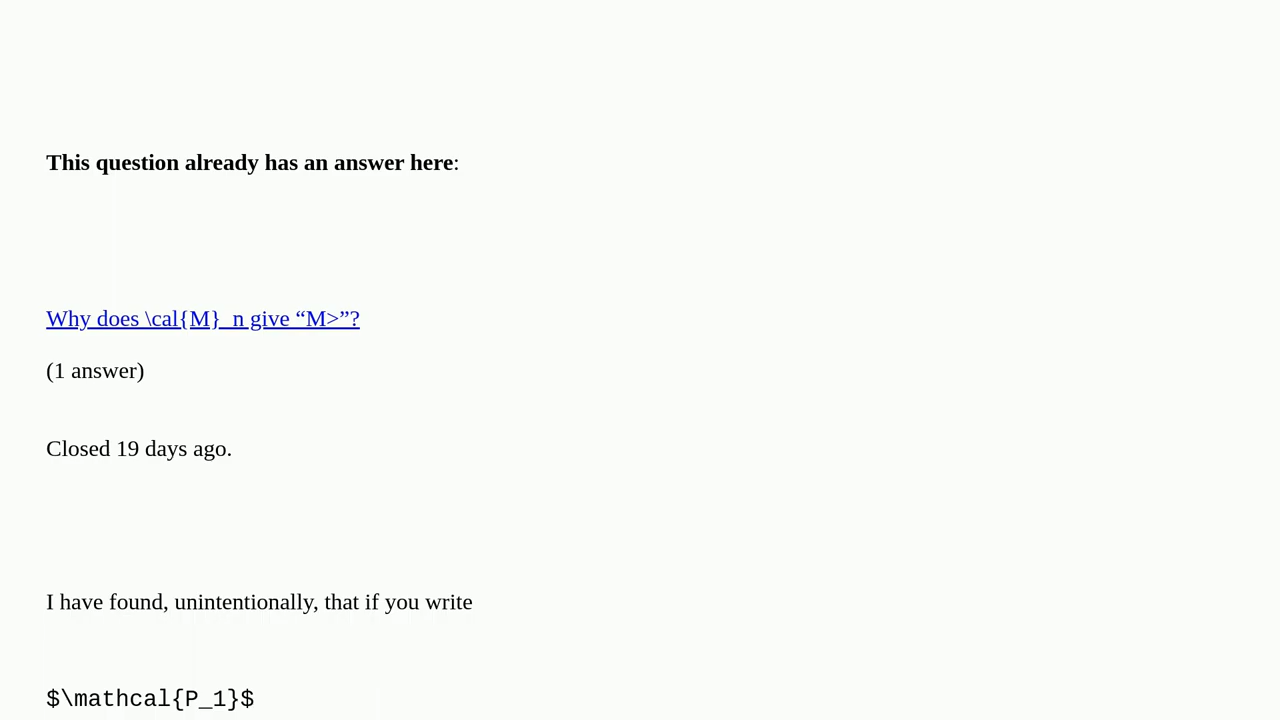 This question already has an answer here:
Why does \cal{M}_n give “M>”?
(1 answer)
Closed 19 days ago.
I have found, unintentionally, that if you write
$\mathcal{P_1}$